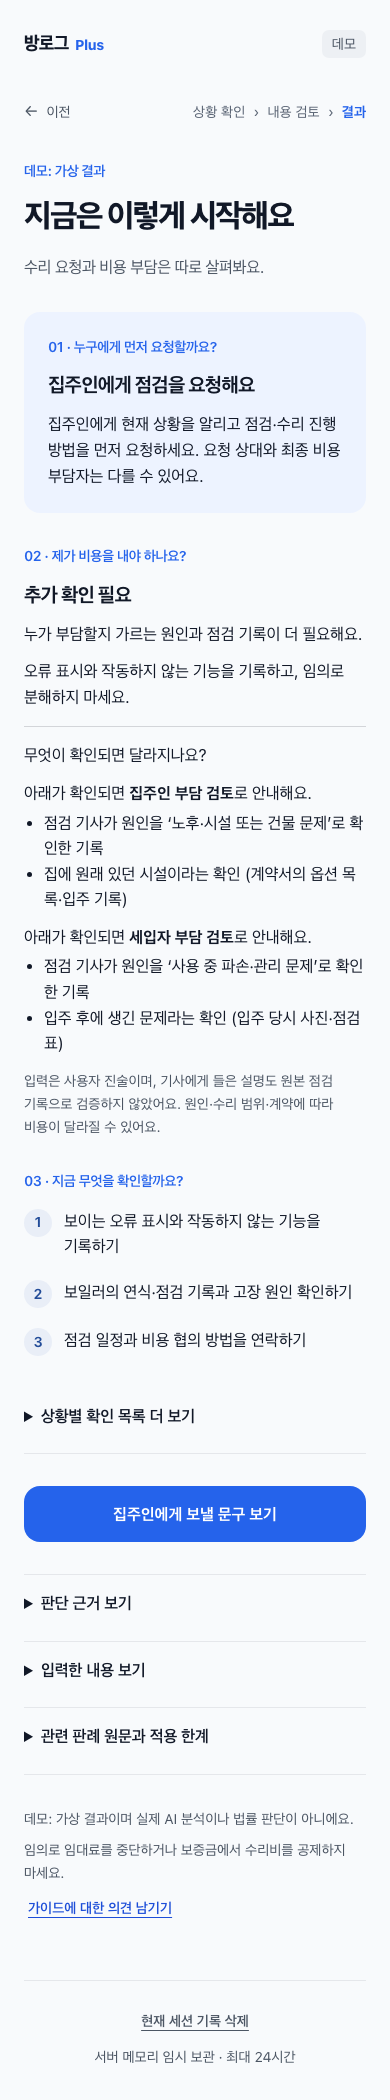 방로그 Plus
데모
← 이전
상황 확인 › 내용 검토 › 결과
데모: 가상 결과
지금은 이렇게 시작해요
수리 요청과 비용 부담은 따로 살펴봐요.
01 · 누구에게 먼저 요청할까요?
집주인에게 점검을 요청해요
집주인에게 현재 상황을 알리고 점검·수리 진행
방법을 먼저 요청하세요. 요청 상대와 최종 비용
부담자는 다를 수 있어요.
02 · 제가 비용을 내야 하나요?
추가 확인 필요
누가 부담할지 가르는 원인과 점검 기록이 더 필요해요.
오류 표시와 작동하지 않는 기능을 기록하고, 임의로
분해하지 마세요.
무엇이 확인되면 달라지나요?
아래가 확인되면 집주인 부담 검토로 안내해요.
• 점검 기사가 원인을 ‘노후·시설 또는 건물 문제’로 확
인한 기록
• 집에 원래 있던 시설이라는 확인 (계약서의 옵션 목
록·입주 기록)
아래가 확인되면 세입자 부담 검토로 안내해요.
• 점검 기사가 원인을 ‘사용 중 파손·관리 문제’로 확인
한 기록
• 입주 후에 생긴 문제라는 확인 (입주 당시 사진·점검
표)
입력은 사용자 진술이며, 기사에게 들은 설명도 원본 점검
기록으로 검증하지 않았어요. 원인·수리 범위·계약에 따라
비용이 달라질 수 있어요.
03 · 지금 무엇을 확인할까요?
1 보이는 오류 표시와 작동하지 않는 기능을
기록하기
2 보일러의 연식·점검 기록과 고장 원인 확인하기
3 점검 일정과 비용 협의 방법을 연락하기
▶ 상황별 확인 목록 더 보기
집주인에게 보낼 문구 보기
▶ 판단 근거 보기
▶ 입력한 내용 보기
▶ 관련 판례 원문과 적용 한계
데모: 가상 결과이며 실제 AI 분석이나 법률 판단이 아니에요.
임의로 임대료를 중단하거나 보증금에서 수리비를 공제하지
마세요.
가이드에 대한 의견 남기기
현재 세션 기록 삭제
서버 메모리 임시 보관 · 최대 24시간